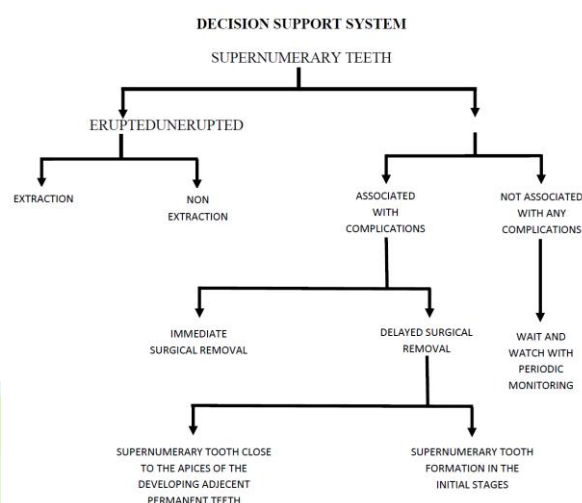 DECISION SUPPORT SYSTEM
SUPERNUMERARY TEETH
ERUPTEDUNERUPTED
EXTRACTION
NON
EXTRACTION
ASSOCIATED
WITH
COMPLICATIONS
NOT ASSOCIATED
WITH ANY
COMPLICATIONS
IMMEDIATE
SURGICAL REMOVAL
DELAYED SURGICAL
REMOVAL
WAIT AND
WATCH WITH
PERIODIC
MONITORING
SUPERNUMERARY TOOTH CLOSE
TO THE APICES OF THE
DEVELOPING ADJECENT
PERMANENT TEETH
SUPERNUMERARY TOOTH
FORMATION IN THE
INITIAL STAGES